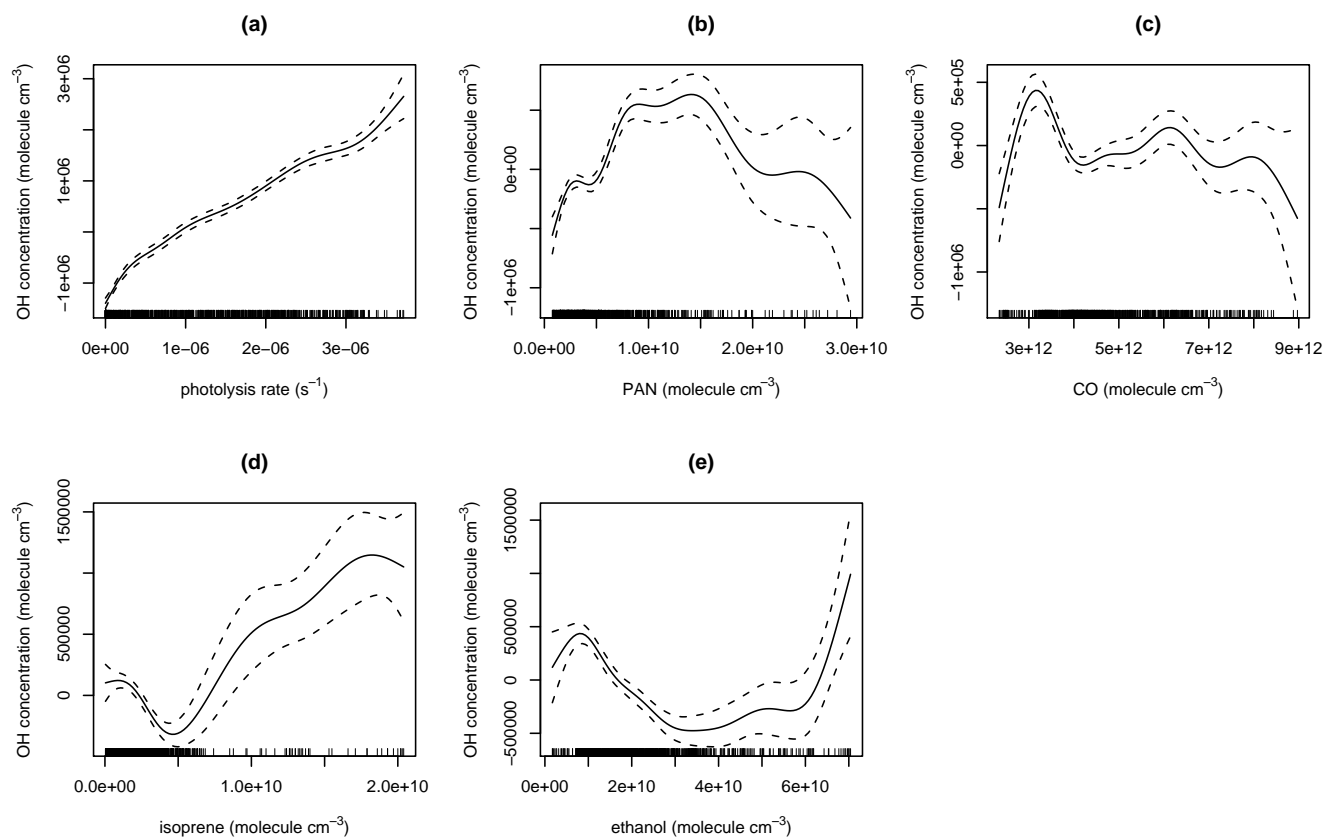 (a)
OH concentration (molecule cm−3)
−1e+06 1e+06 3e+06
0e+00 1e−06 2e−06 3e−06
photolysis rate (s−1)
(b)
OH concentration (molecule cm−3)
−1e+06 0e+00
0.0e+00 1.0e+10 2.0e+10 3.0e+10
PAN (molecule cm−3)
(c)
OH concentration (molecule cm−3)
−1e+06 0e+00 5e+05
3e+12 5e+12 7e+12 9e+12
CO (molecule cm−3)
(d)
OH concentration (molecule cm−3)
0 500000 1500000
0.0e+00 1.0e+10 2.0e+10
isoprene (molecule cm−3)
(e)
OH concentration (molecule cm−3)
−500000 0 500000 1500000
0e+00 2e+10 4e+10 6e+10
ethanol (molecule cm−3)